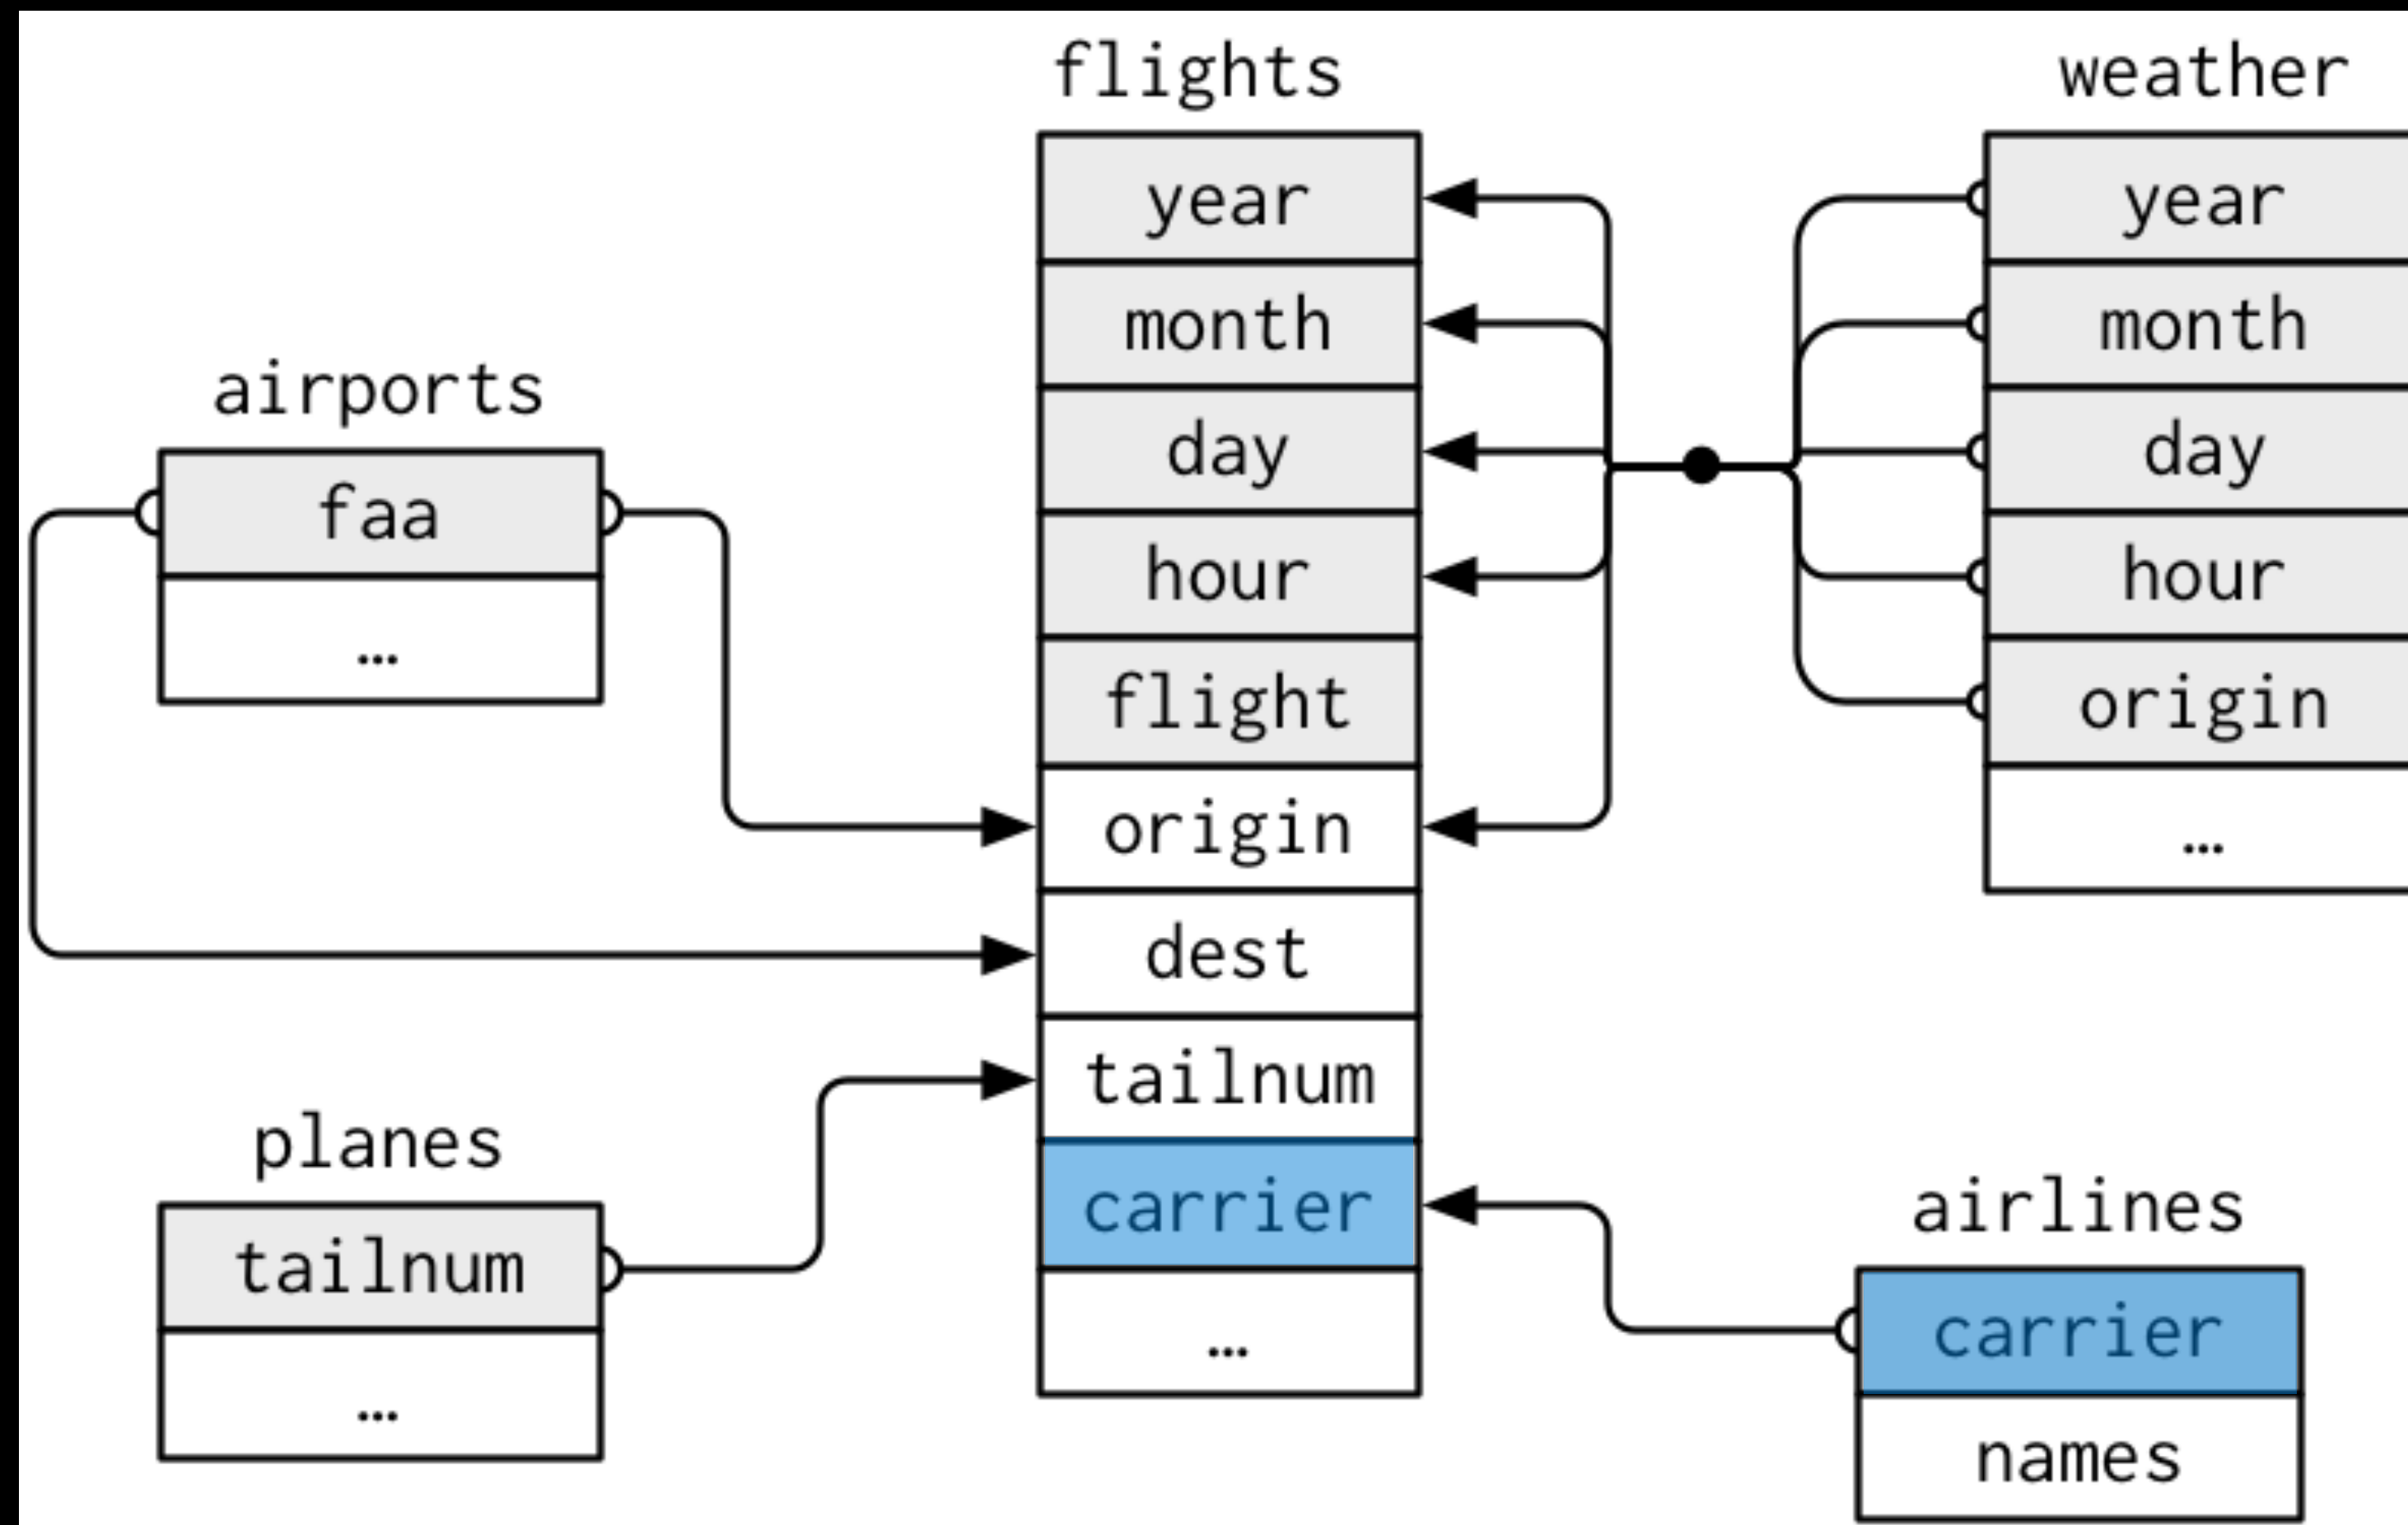 flights
year
month
day
hour
flight
origin
dest
tailnum
carrier
…
weather
year
month
day
hour
origin
…
airports
faa
…
planes
tailnum
…
airlines
carrier
names